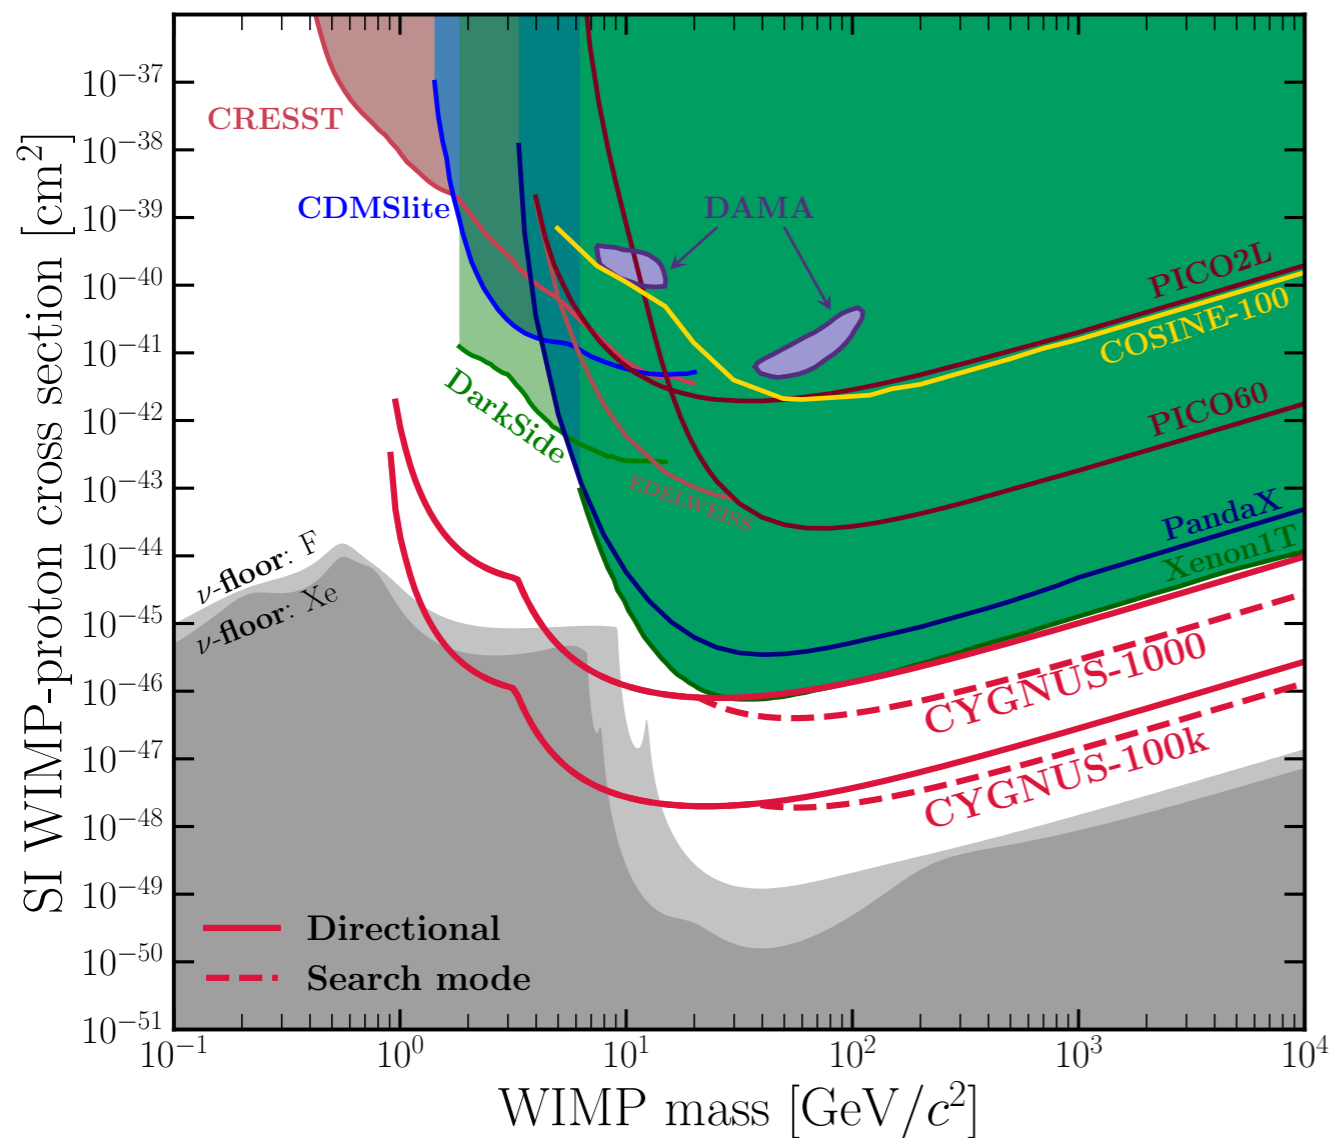 SI WIMP-proton cross section [cm²]
10⁻³⁷
10⁻³⁸
10⁻³⁹
10⁻⁴⁰
10⁻⁴¹
10⁻⁴²
10⁻⁴³
10⁻⁴⁴
10⁻⁴⁵
10⁻⁴⁶
10⁻⁴⁷
10⁻⁴⁸
10⁻⁴⁹
10⁻⁵⁰
10⁻⁵¹
CRESST
CDMSlite
DAMA
PICO2L
COSINE-100
DarkSide
PICO60
EDELWEISS
PandaX
Xenon1T
ν-floor: F
ν-floor: Xe
CYGNUS-1000
CYGNUS-100k
Directional
Search mode
10⁻¹ 10⁰ 10¹ 10² 10³ 10⁴
WIMP mass [GeV/c²]